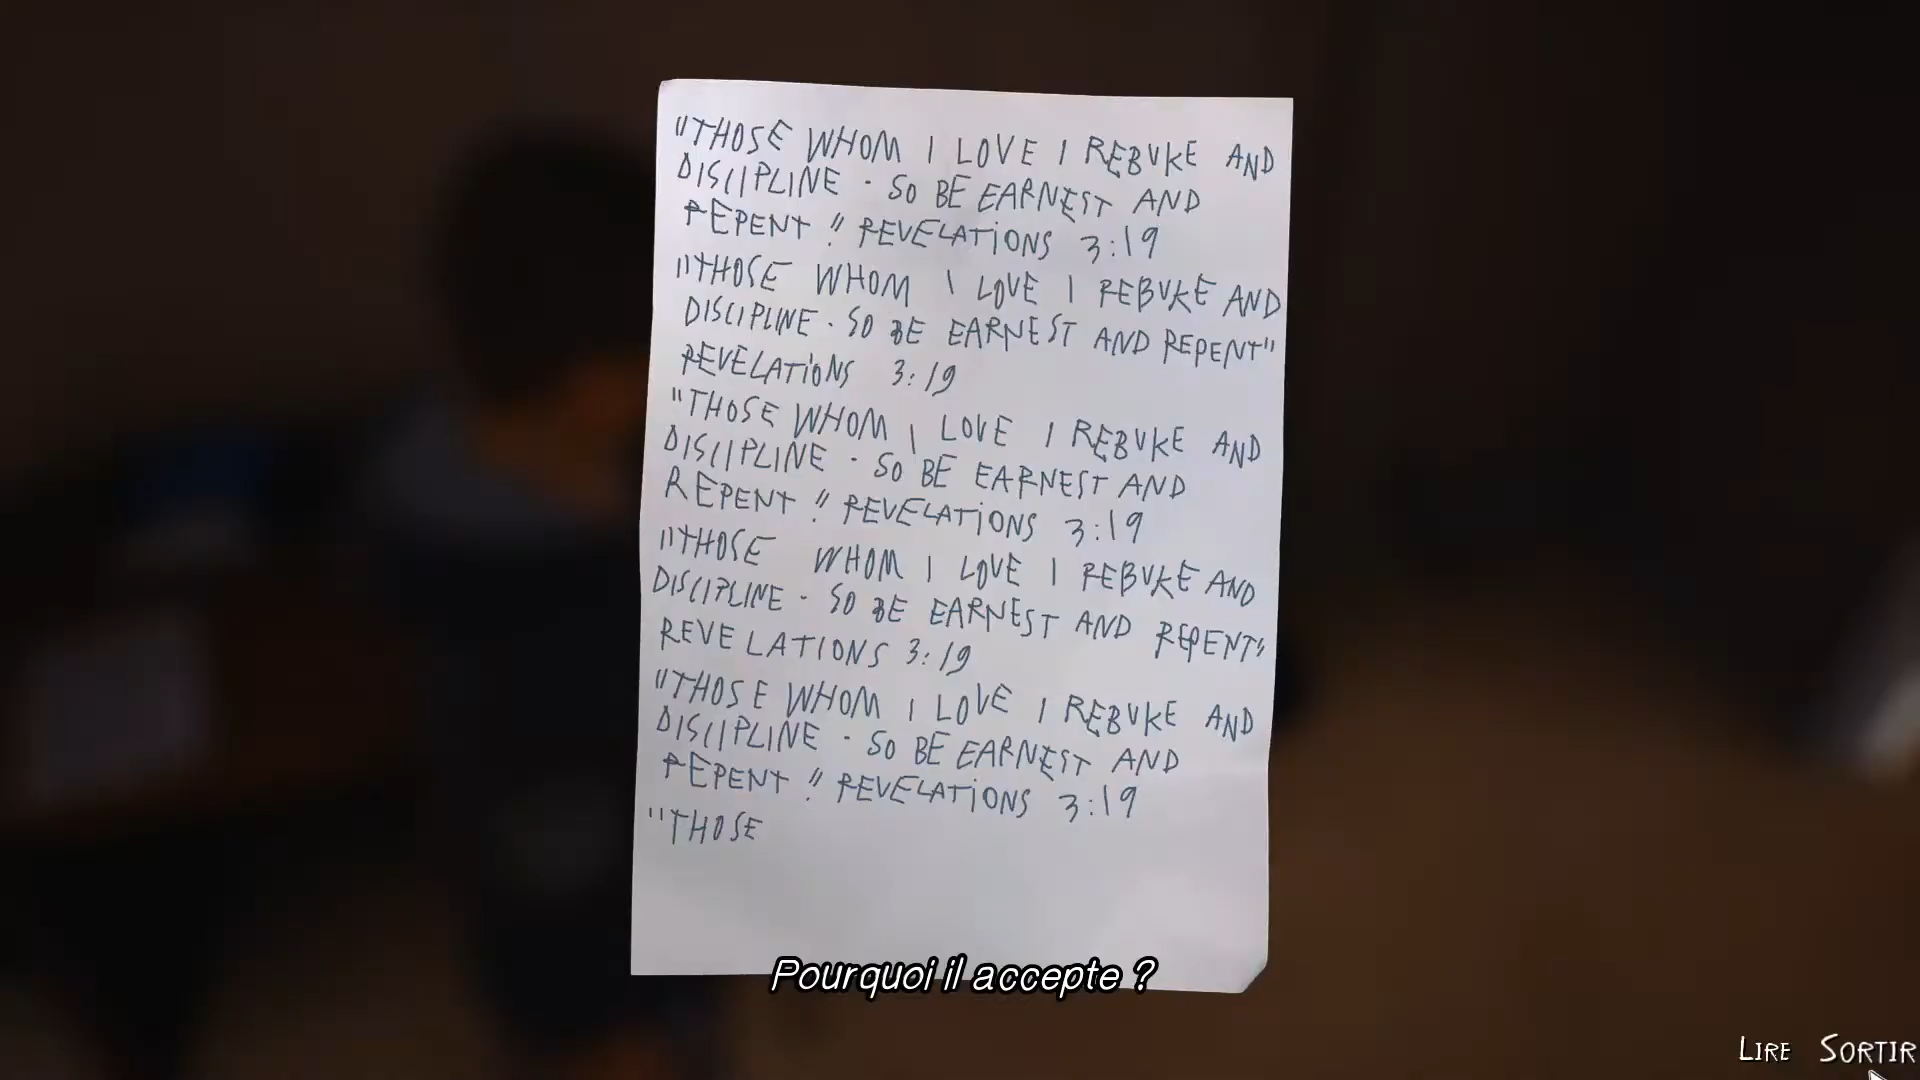 "THOSE WHOM I LOVE I REBUKE AND
DISCIPLINE - SO BE EARNEST AND
REPENT" REVELATIONS 3:19
"THOSE WHOM I LOVE I REBUKE AND
DISCIPLINE - SO BE EARNEST AND REPENT"
REVELATIONS 3:19
"THOSE WHOM I LOVE I REBUKE AND
DISCIPLINE - SO BE EARNEST AND
REPENT" REVELATIONS 3:19
"THOSE WHOM I LOVE I REBUKE AND
DISCIPLINE - SO BE EARNEST AND REPENT"
REVELATIONS 3:19
"THOSE WHOM I LOVE I REBUKE AND
DISCIPLINE - SO BE EARNEST AND
REPENT" REVELATIONS 3:19
"THOSE
Pourquoi il accepte ?
LIRE SORTIR